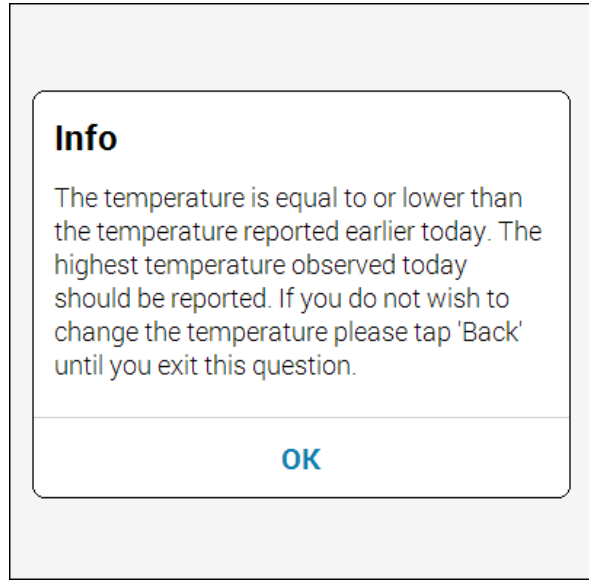 Info
The temperature is equal to or lower than
the temperature reported earlier today. The
highest temperature observed today
should be reported. If you do not wish to
change the temperature please tap 'Back'
until you exit this question.
OK